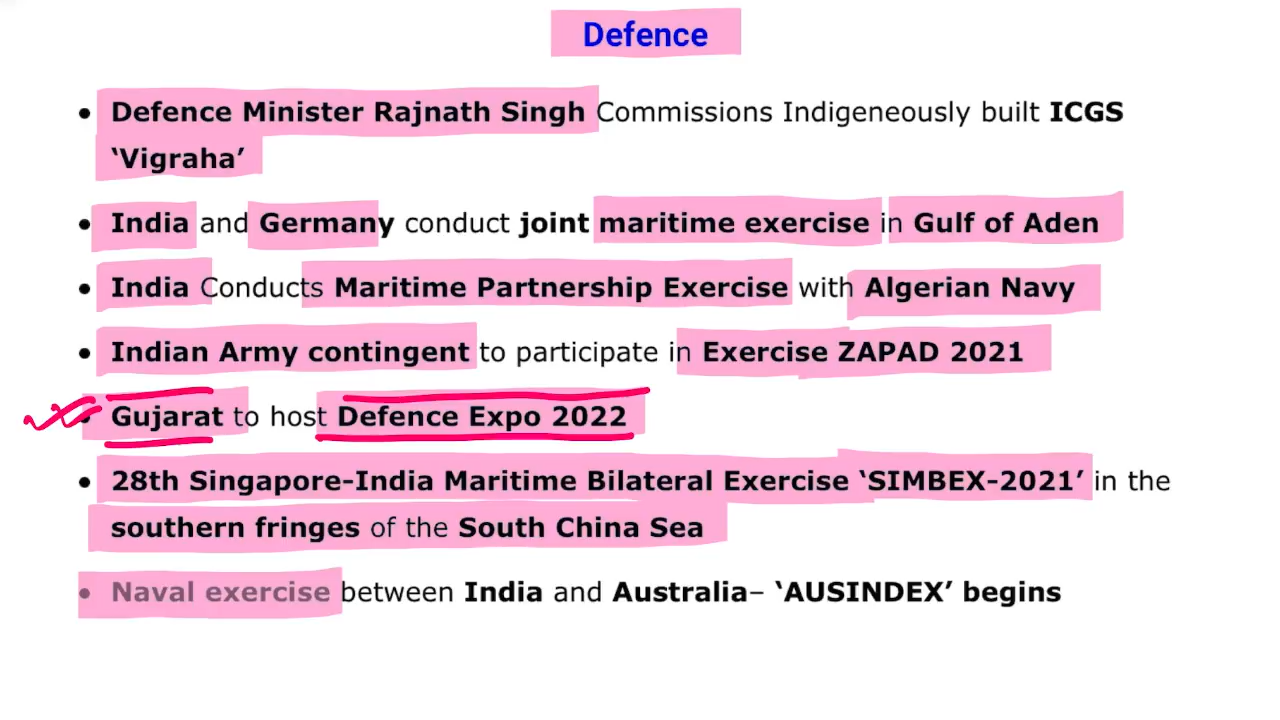 Defence
• Defence Minister Rajnath Singh Commissions Indigeneously built ICGS
‘Vigraha’
• India and Germany conduct joint maritime exercise in Gulf of Aden
• India Conducts Maritime Partnership Exercise with Algerian Navy
• Indian Army contingent to participate in Exercise ZAPAD 2021
• Gujarat to host Defence Expo 2022
• 28th Singapore-India Maritime Bilateral Exercise ‘SIMBEX-2021’ in the
southern fringes of the South China Sea
• Naval exercise between India and Australia– ‘AUSINDEX’ begins